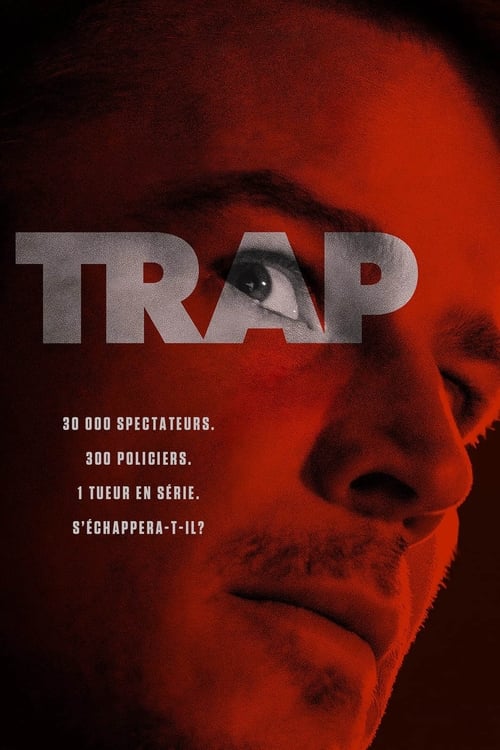 TRAP
30 000 SPECTATEURS.
300 POLICIERS.
1 TUEUR EN SÉRIE.
S'ÉCHAPPERA-T-IL?